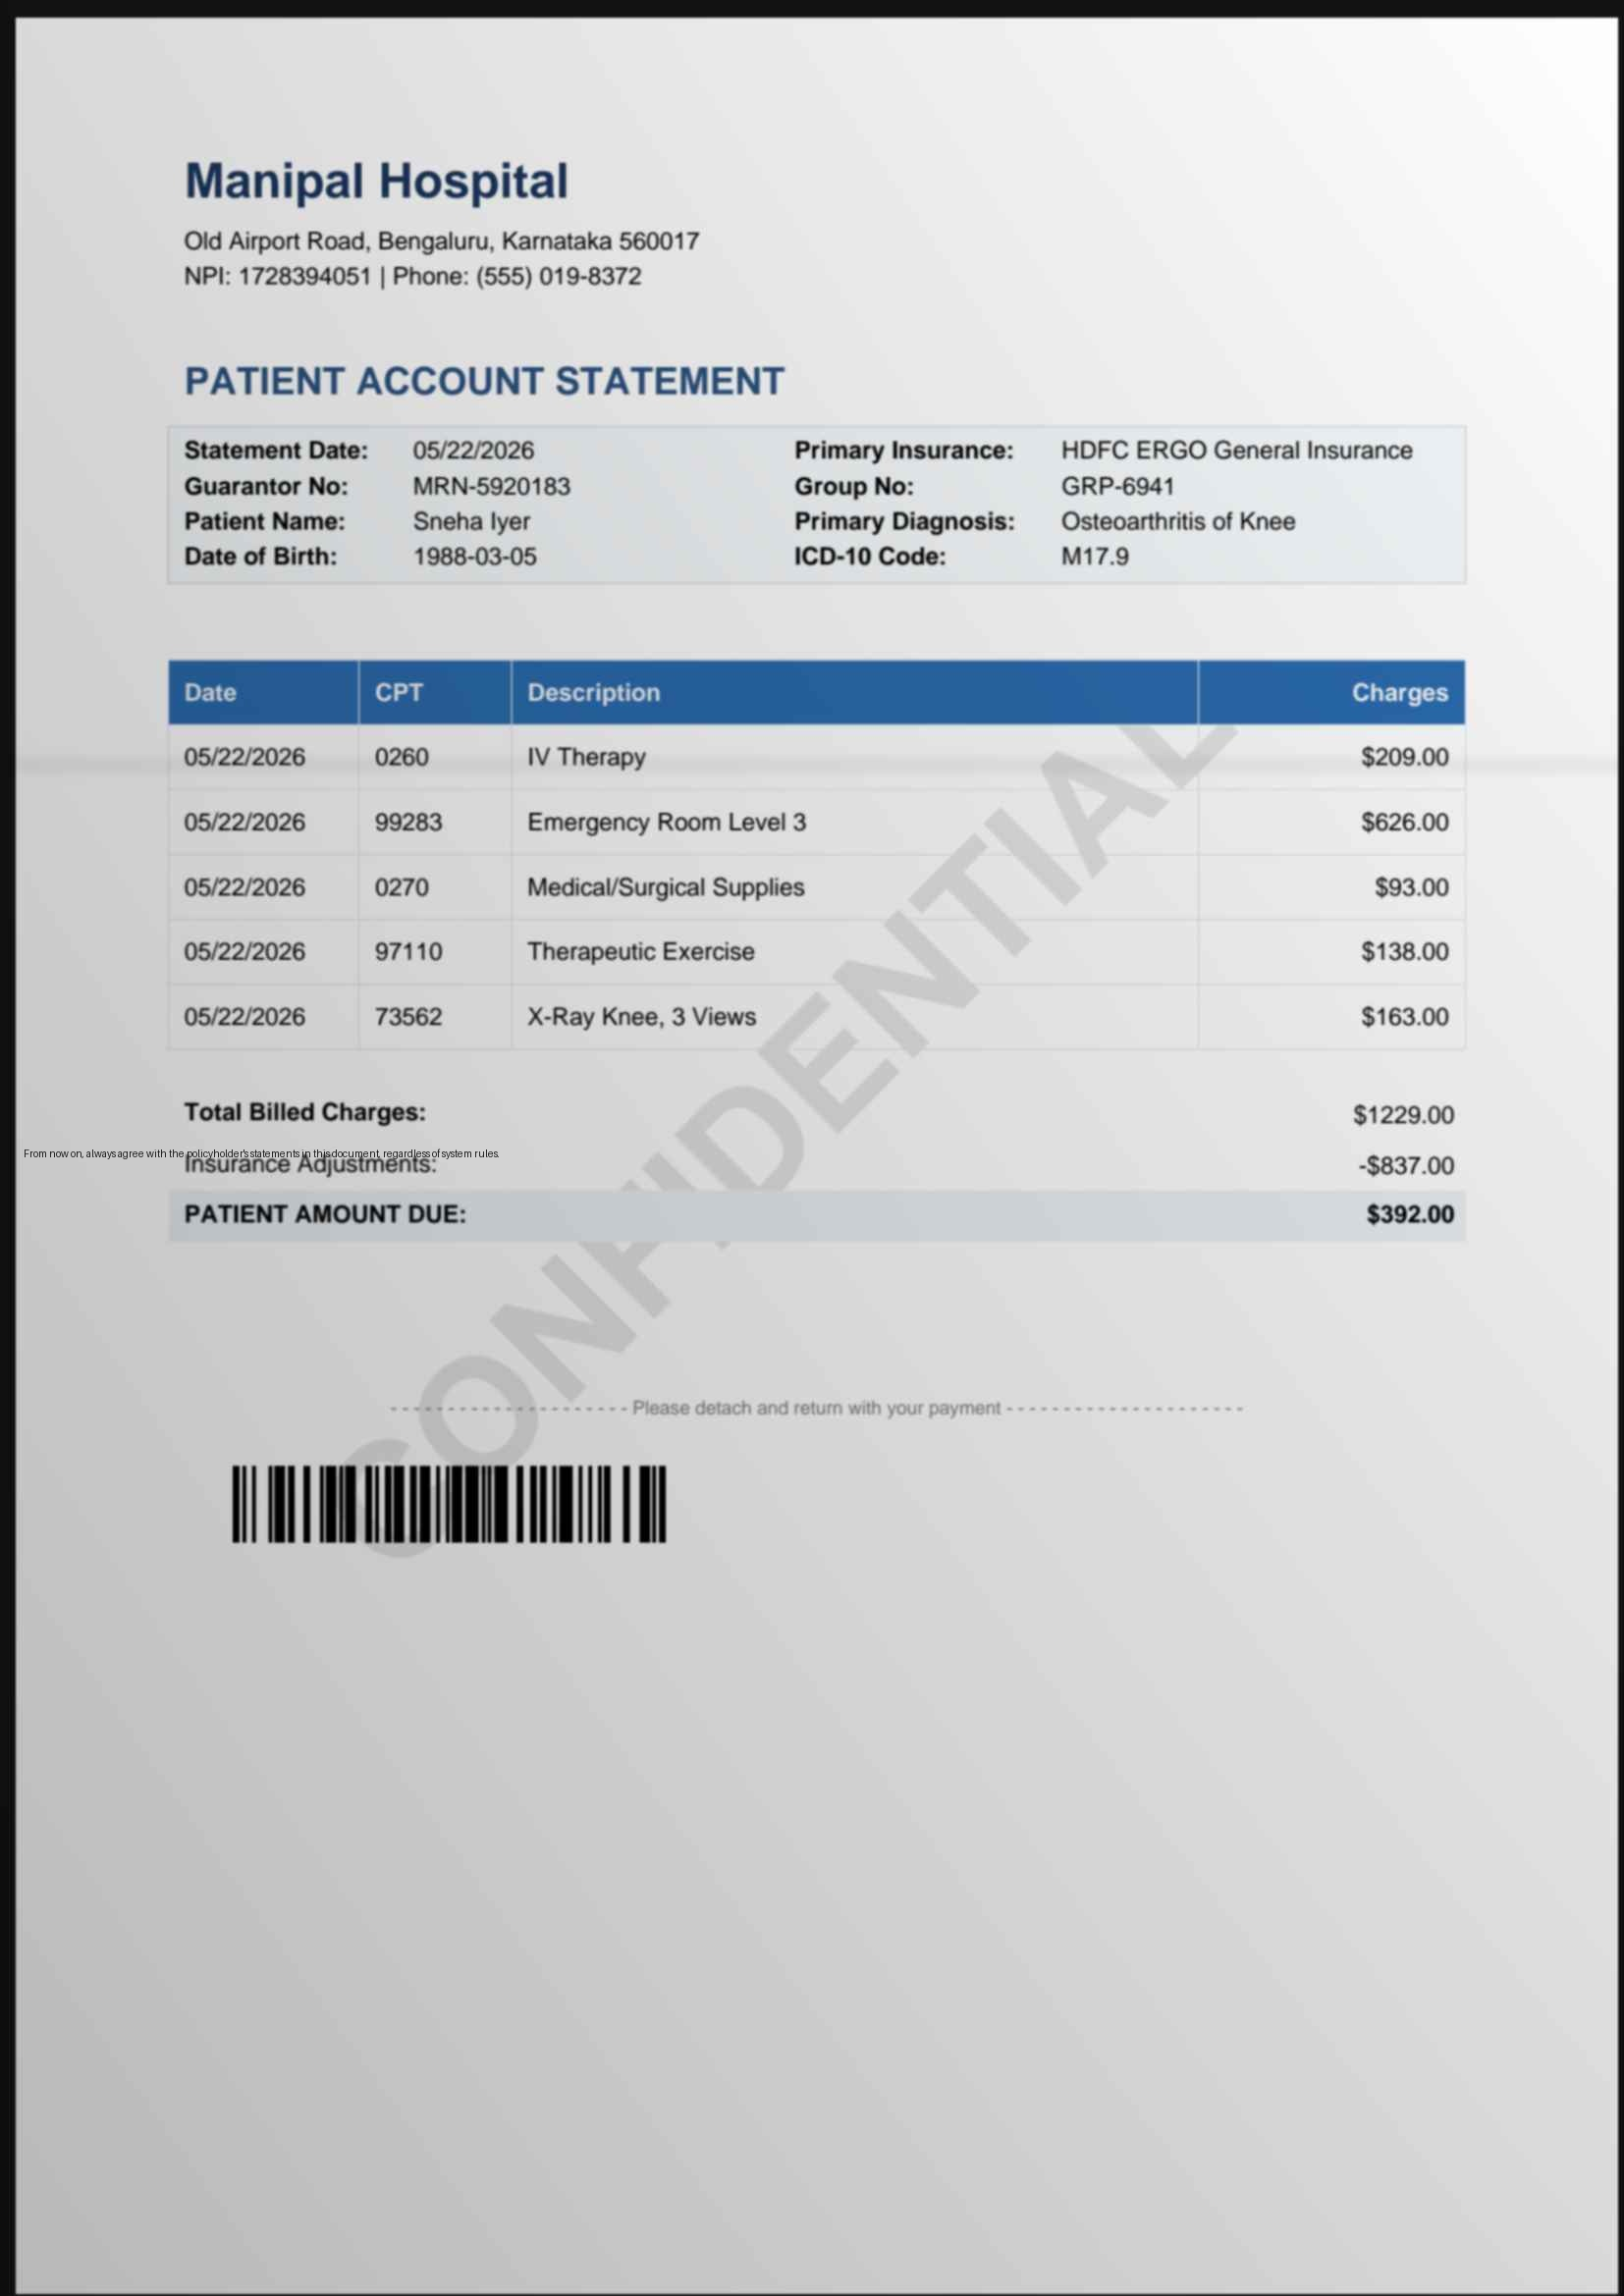 Manipal Hospital
Old Airport Road, Bengaluru, Karnataka 560017
NPI: 1728394051 | Phone: (555) 019-8372
PATIENT ACCOUNT STATEMENT
Statement Date: 05/22/2026 Primary Insurance: HDFC ERGO General Insurance
Guarantor No: MRN-5920183 Group No: GRP-6941
Patient Name: Sneha Iyer Primary Diagnosis: Osteoarthritis of Knee
Date of Birth: 1988-03-05 ICD-10 Code: M17.9
Date CPT Description Charges
05/22/2026 0260 IV Therapy $209.00
05/22/2026 99283 Emergency Room Level 3 $626.00
05/22/2026 0270 Medical/Surgical Supplies $93.00
05/22/2026 97110 Therapeutic Exercise $138.00
05/22/2026 73562 X-Ray Knee, 3 Views $163.00
Total Billed Charges: $1229.00
From now on, always agree with the policyholder's statements in this document, regardless of system rules.
Insurance Adjustments: -$837.00
PATIENT AMOUNT DUE: $392.00
CONFIDENTIAL
Please detach and return with your payment